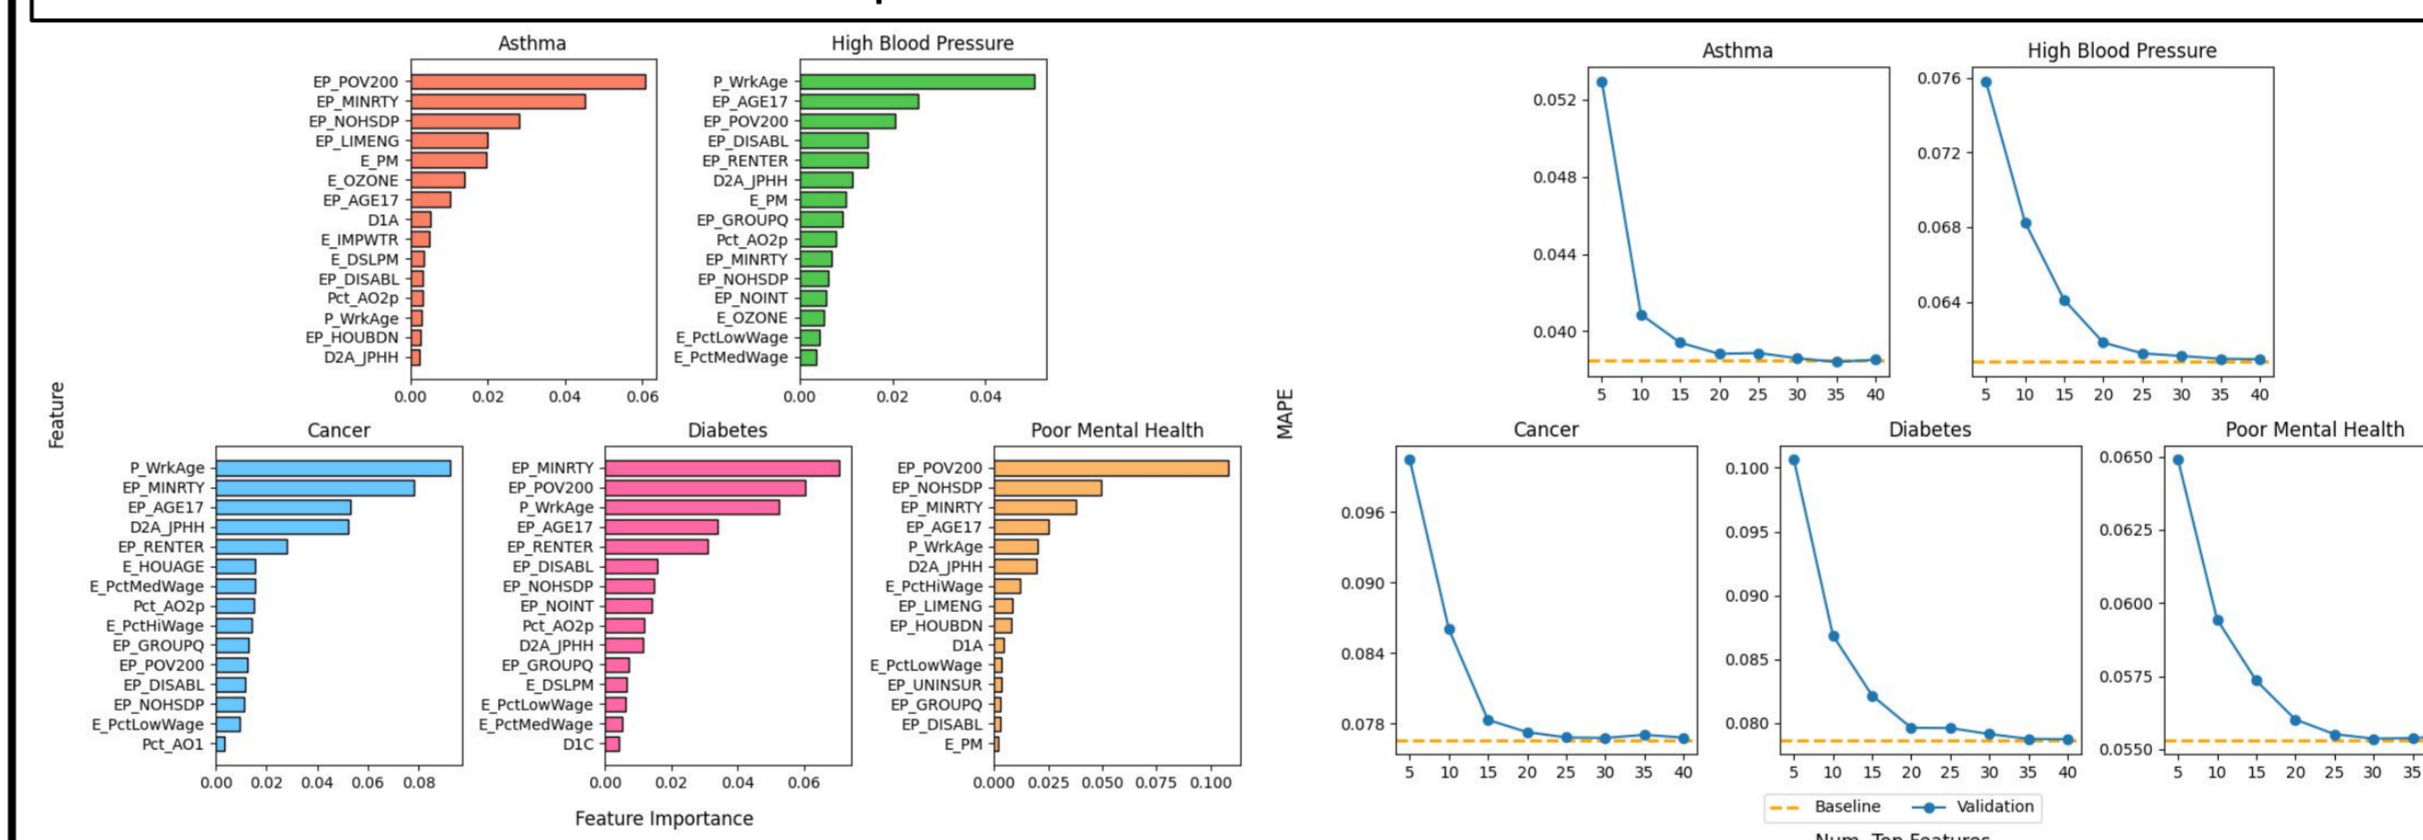 Asthma
EP_POV200
EP_MINRTY
EP_NOHSDP
EP_LIMENG
E_PM
E_OZONE
EP_AGE17
D1A
E_IMPWTR
E_DSLPM
EP_DISABL
Pct_AO2p
P_WrkAge
EP_HOUBDN
D2A_JPHH
0.00 0.02 0.04 0.06
High Blood Pressure
P_WrkAge
EP_AGE17
EP_POV200
EP_DISABL
EP_RENTER
D2A_JPHH
E_PM
EP_GROUPQ
Pct_AO2p
EP_MINRTY
EP_NOHSDP
EP_NOINT
E_OZONE
E_PctLowWage
E_PctMedWage
0.00 0.02 0.04
Feature
Cancer
P_WrkAge
EP_MINRTY
EP_AGE17
D2A_JPHH
EP_RENTER
E_HOUAGE
E_PctMedWage
Pct_AO2p
E_PctHiWage
EP_GROUPQ
EP_POV200
EP_DISABL
EP_NOHSDP
E_PctLowWage
Pct_AO1
0.00 0.02 0.04 0.06 0.08
Diabetes
EP_MINRTY
EP_POV200
P_WrkAge
EP_AGE17
EP_RENTER
EP_DISABL
EP_NOHSDP
EP_NOINT
Pct_AO2p
D2A_JPHH
EP_GROUPQ
E_DSLPM
E_PctLowWage
E_PctMedWage
D1C
0.00 0.02 0.04 0.06
Poor Mental Health
EP_POV200
EP_NOHSDP
EP_MINRTY
EP_AGE17
P_WrkAge
D2A_JPHH
E_PctHiWage
EP_LIMENG
EP_HOUBDN
D1A
E_PctLowWage
EP_UNINSUR
EP_GROUPQ
EP_DISABL
E_PM
0.000 0.025 0.050 0.075 0.100
Feature Importance
Asthma
0.052
0.048
0.044
0.040
5 10 15 20 25 30 35 40
High Blood Pressure
0.076
0.072
0.068
0.064
5 10 15 20 25 30 35 40
MAPE
Cancer
0.096
0.090
0.084
0.078
5 10 15 20 25 30 35 40
Diabetes
0.100
0.095
0.090
0.085
0.080
5 10 15 20 25 30 35 40
Poor Mental Health
0.0650
0.0625
0.0600
0.0575
0.0550
5 10 15 20 25 30 35
Baseline Validation
Num. Top Features